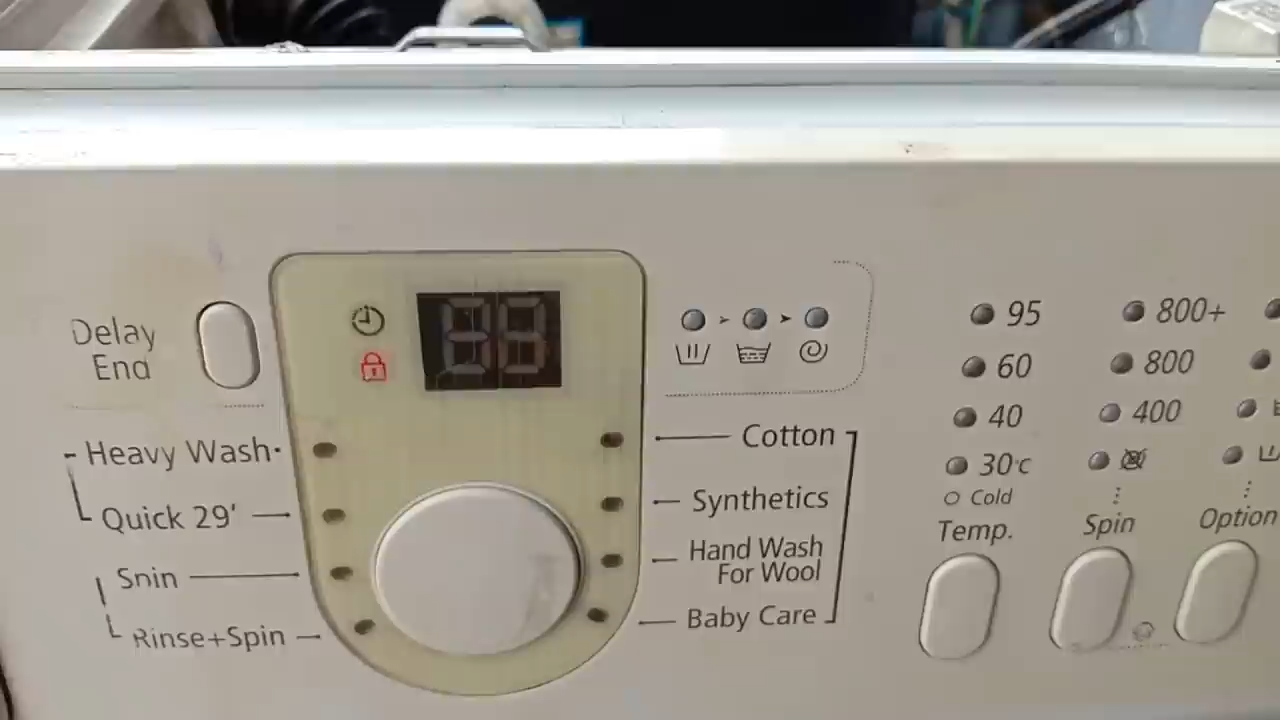 Delay
End
Heavy Wash
Quick 29'
Spin
Rinse+Spin
Cotton
Synthetics
Hand Wash
For Wool
Baby Care
95
60
40
30°C
Cold
Temp.
800+
800
400
Spin
Option